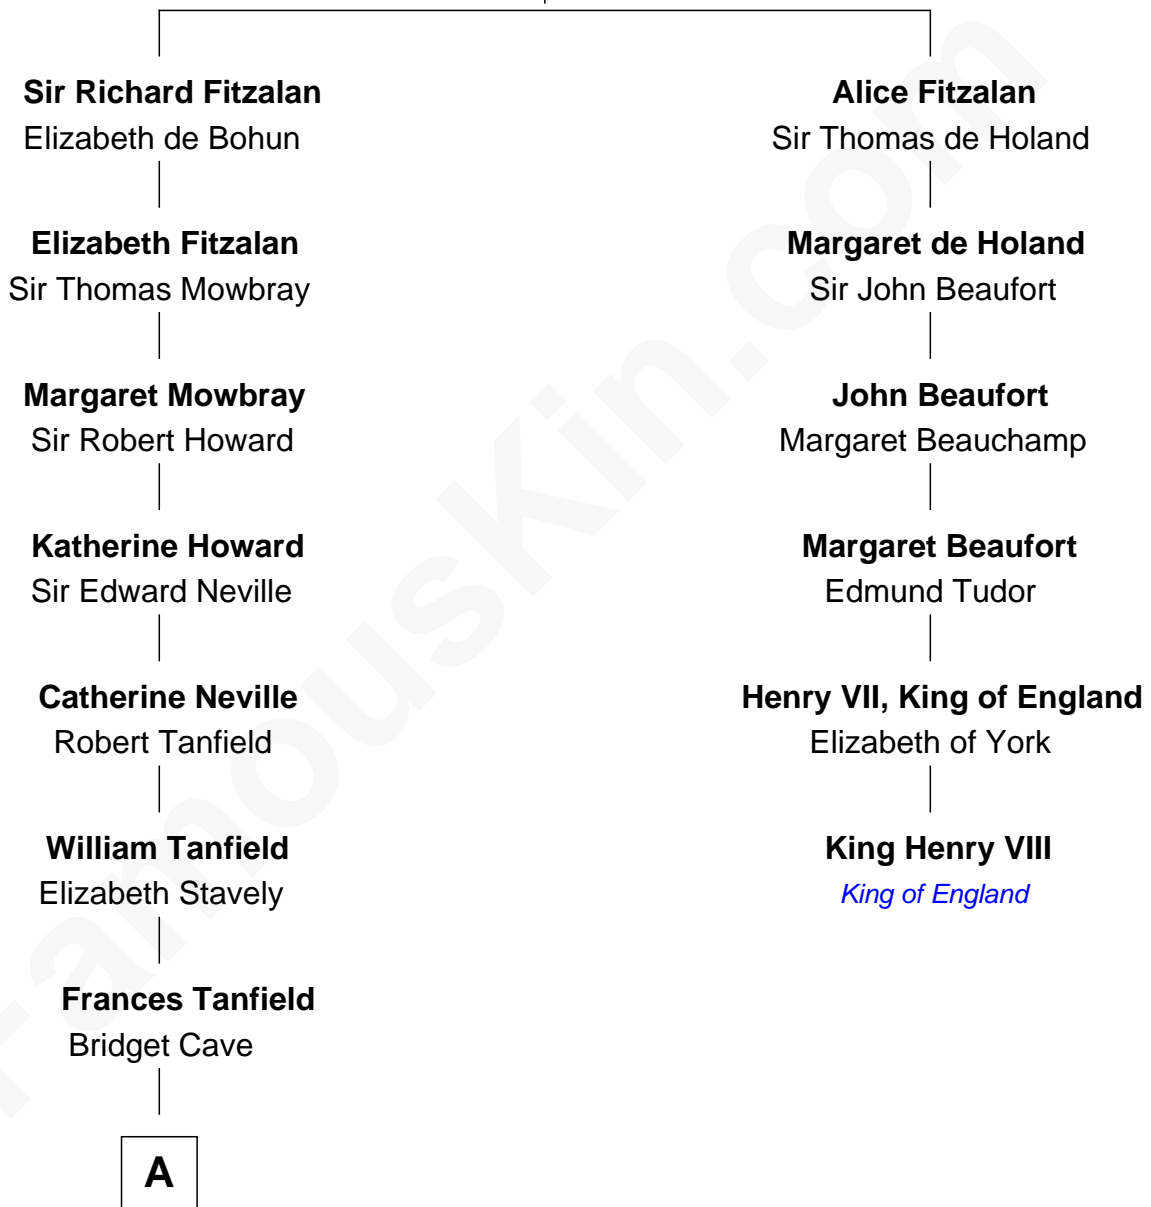 Sir Richard Fitzalan
Elizabeth de Bohun
Elizabeth Fitzalan
Sir Thomas Mowbray
Margaret Mowbray
Sir Robert Howard
Katherine Howard
Sir Edward Neville
Catherine Neville
Robert Tanfield
William Tanfield
Elizabeth Stavely
Frances Tanfield
Bridget Cave
A
Alice Fitzalan
Sir Thomas de Holand
Margaret de Holand
Sir John Beaufort
John Beaufort
Margaret Beauchamp
Margaret Beaufort
Edmund Tudor
Henry VII, King of England
Elizabeth of York
King Henry VIII
King of England
FamousKin.com